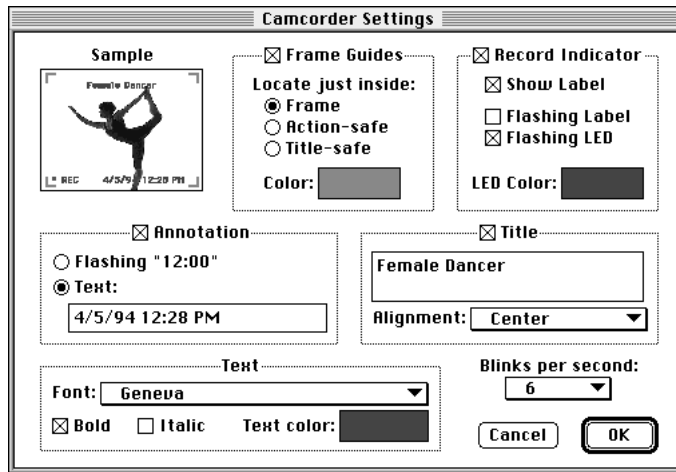 Camcorder Settings
Sample
Female Dancer
REC 4/5/94 12:28 PM
Frame Guides
Locate just inside:
Frame
Action-safe
Title-safe
Color:
Record Indicator
Show Label
Flashing Label
Flashing LED
LED Color:
Annotation
Flashing "12:00"
Text:
4/5/94 12:28 PM
Title
Female Dancer
Alignment: Center
Text
Font: Geneva
Bold Italic Text color:
Blinks per second:
6
Cancel OK